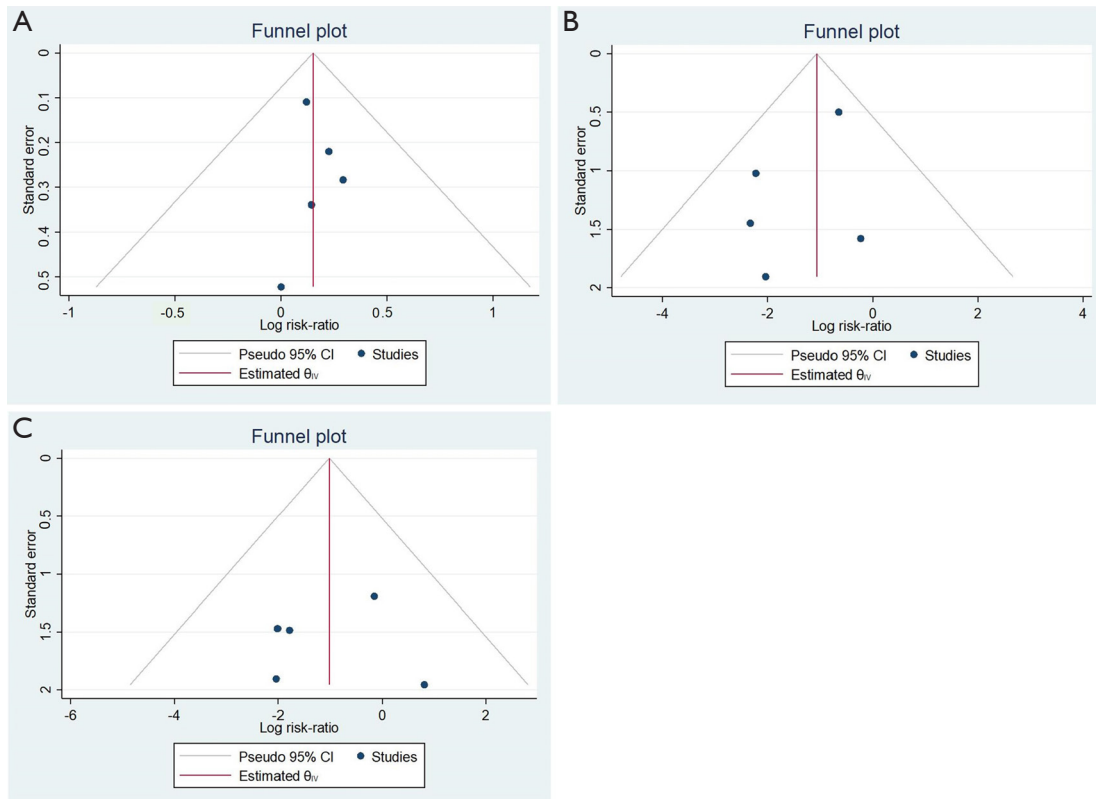 A
Funnel plot
Standard error
0
0.1
0.2
0.3
0.4
0.5
-1 -0.5 0 0.5 1
Log risk-ratio
Pseudo 95% CI Studies
Estimated θIV
B
Funnel plot
Standard error
0
0.5
1
1.5
2
-4 -2 0 2 4
Log risk-ratio
Pseudo 95% CI Studies
Estimated θIV
C
Funnel plot
Standard error
0
0.5
1
1.5
2
-6 -4 -2 0 2
Log risk-ratio
Pseudo 95% CI Studies
Estimated θIV